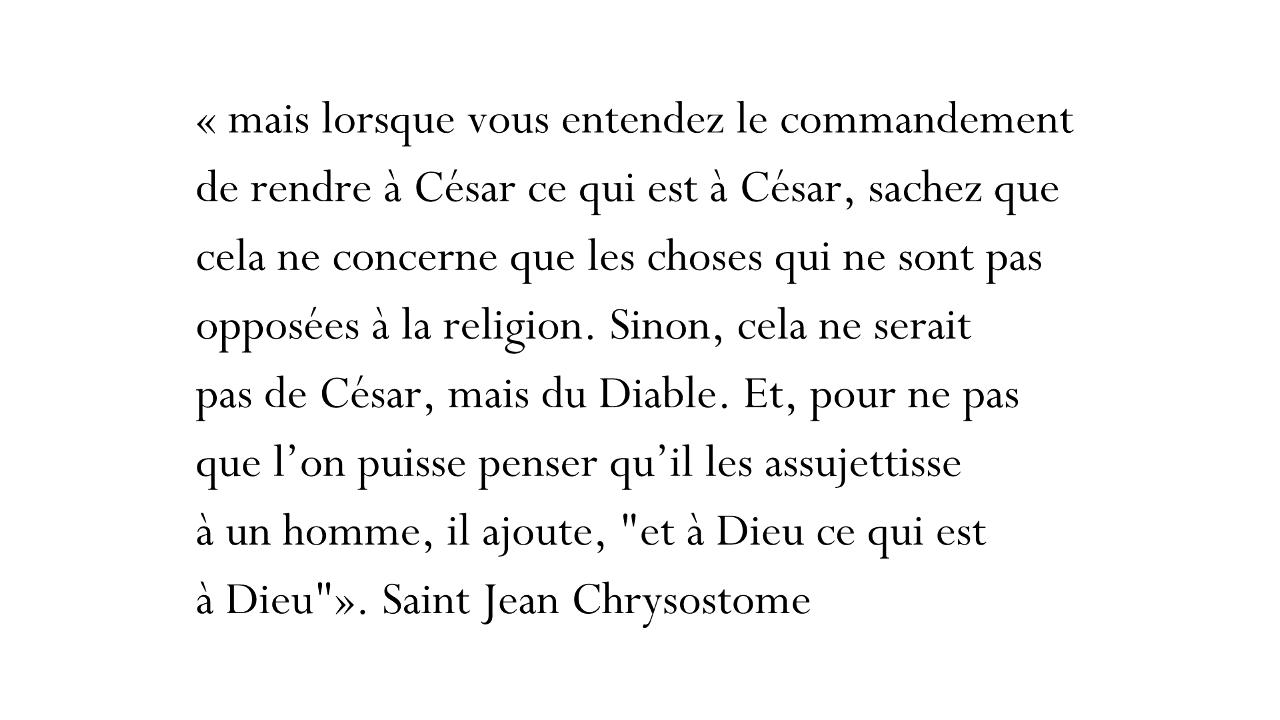 « mais lorsque vous entendez le commandement
de rendre à César ce qui est à César, sachez que
cela ne concerne que les choses qui ne sont pas
opposées à la religion. Sinon, cela ne serait
pas de César, mais du Diable. Et, pour ne pas
que l’on puisse penser qu’il les assujettisse
à un homme, il ajoute, "et à Dieu ce qui est
à Dieu"». Saint Jean Chrysostome